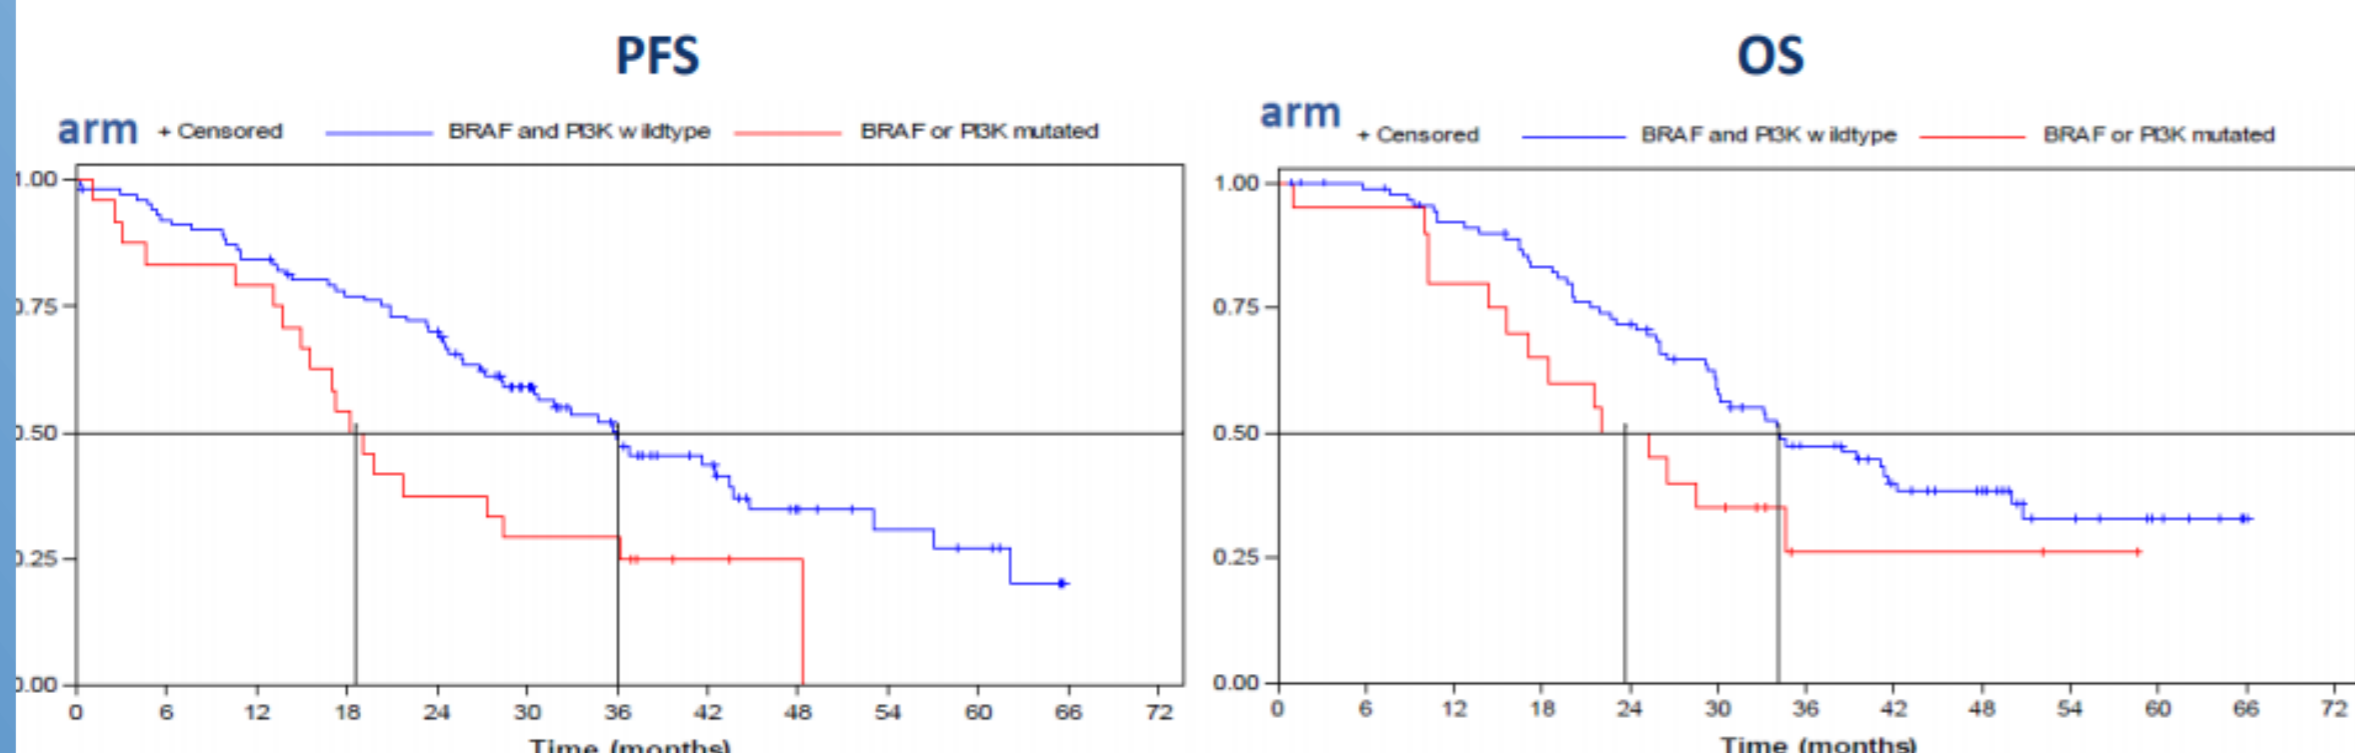 PFS
arm + Censored BRAF and PI3K wildtype BRAF or PI3K mutated
1.00
0.75
0.50
0.25
0.00
0 6 12 18 24 30 36 42 48 54 60 66 72
Time (months)
OS
arm + Censored BRAF and PI3K wildtype BRAF or PI3K mutated
1.00
0.75
0.50
0.25
0.00
0 6 12 18 24 30 36 42 48 54 60 66 72
Time (months)